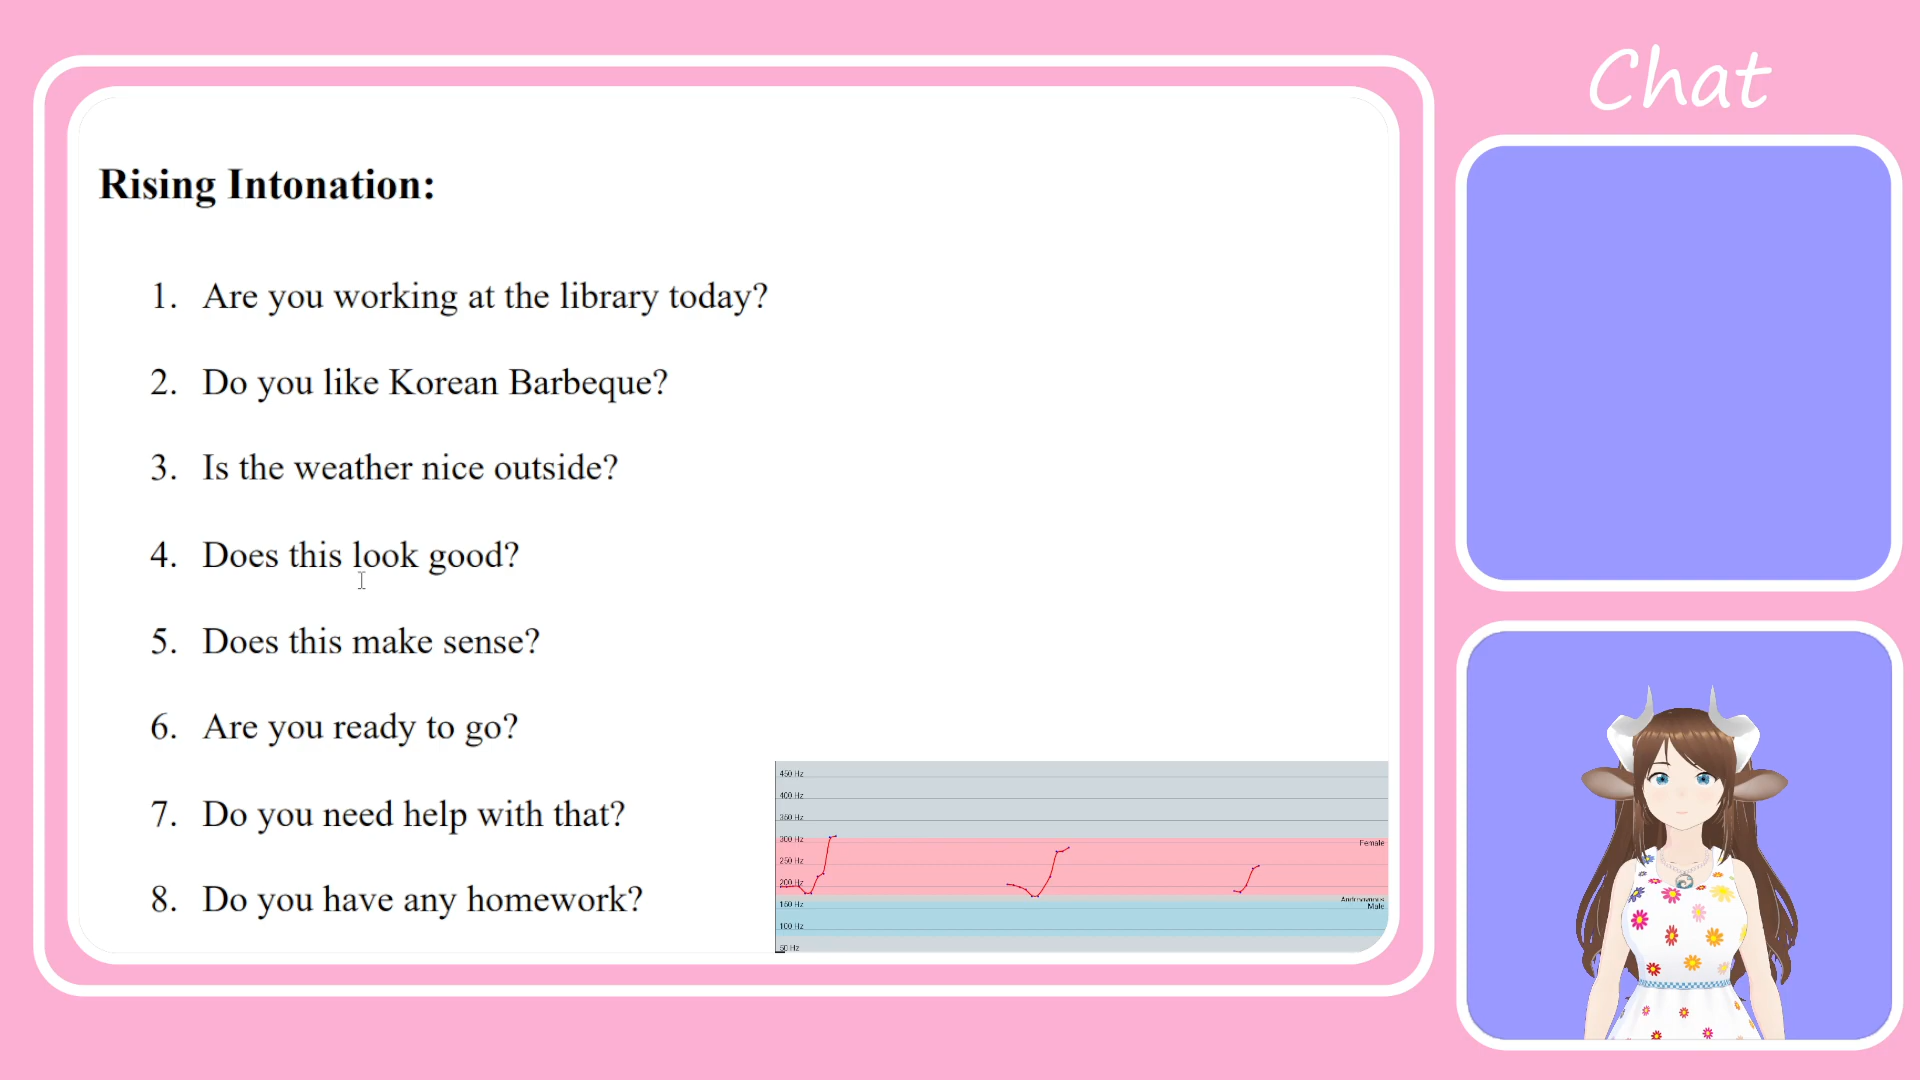 Chat
Rising Intonation:
1. Are you working at the library today?
2. Do you like Korean Barbeque?
3. Is the weather nice outside?
4. Does this look good?
5. Does this make sense?
6. Are you ready to go?
7. Do you need help with that?
8. Do you have any homework?
450 Hz
400 Hz
350 Hz
300 Hz
Female
250 Hz
200 Hz
Androgynous
150 Hz
Male
100 Hz
50 Hz